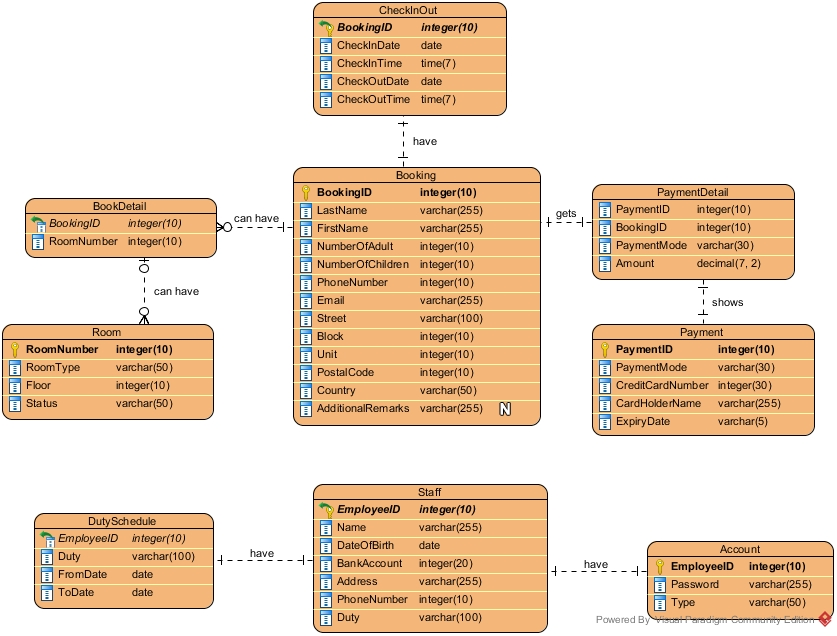 CheckInOut
BookingID integer(10)
CheckInDate date
CheckInTime time(7)
CheckOutDate date
CheckOutTime time(7)
have
Booking
BookingID integer(10)
LastName varchar(255)
FirstName varchar(255)
NumberOfAdult integer(10)
NumberOfChildren integer(10)
PhoneNumber integer(10)
Email varchar(255)
Street varchar(100)
Block integer(10)
Unit integer(10)
PostalCode integer(10)
Country varchar(50)
AdditionalRemarks varchar(255) N
BookDetail
BookingID integer(10)
RoomNumber integer(10)
can have
can have
Room
RoomNumber integer(10)
RoomType varchar(50)
Floor integer(10)
Status varchar(50)
gets
PaymentDetail
PaymentID integer(10)
BookingID integer(10)
PaymentMode varchar(30)
Amount decimal(7, 2)
shows
Payment
PaymentID integer(10)
PaymentMode varchar(30)
CreditCardNumber integer(30)
CardHolderName varchar(255)
ExpiryDate varchar(5)
DutySchedule
EmployeeID integer(10)
Duty varchar(100)
FromDate date
ToDate date
have
Staff
EmployeeID integer(10)
Name varchar(255)
DateOfBirth date
BankAccount integer(20)
Address varchar(255)
PhoneNumber integer(10)
Duty varchar(100)
have
Account
EmployeeID integer(10)
Password varchar(255)
Type varchar(50)
Powered By Visual Paradigm Community Edition